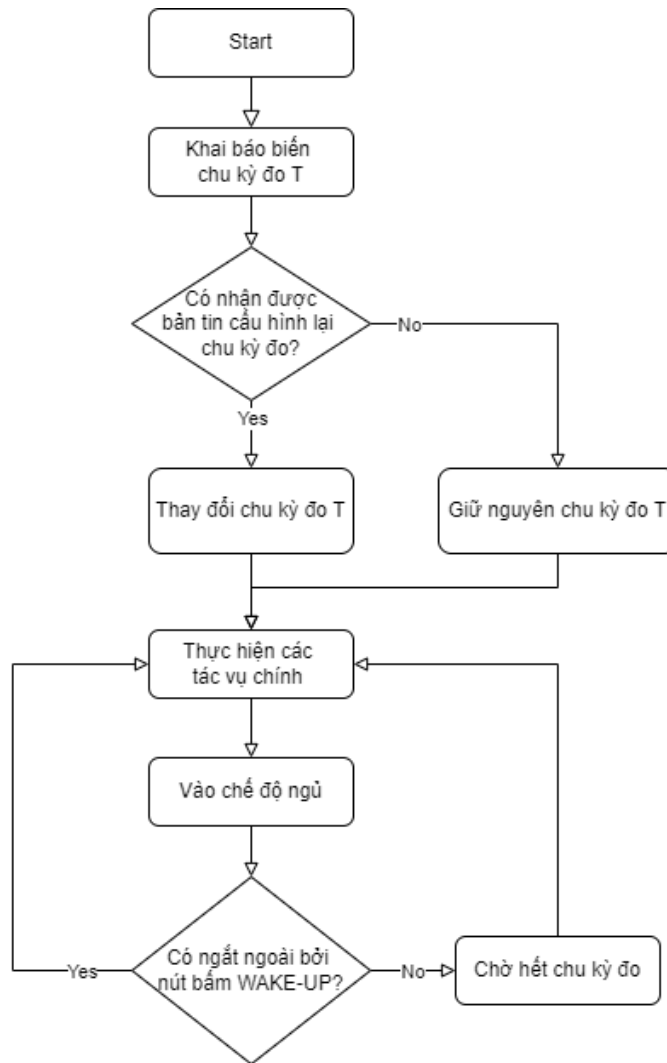 Start
Khai báo biến
chu kỳ đo T
Có nhận được
bản tin cấu hình lại
chu kỳ đo?
No
Yes
Thay đổi chu kỳ đo T
Giữ nguyên chu kỳ đo T
Thực hiện các
tác vụ chính
Vào chế độ ngủ
Có ngắt ngoài bởi
nút bấm WAKE-UP?
Yes
No
Chờ hết chu kỳ đo